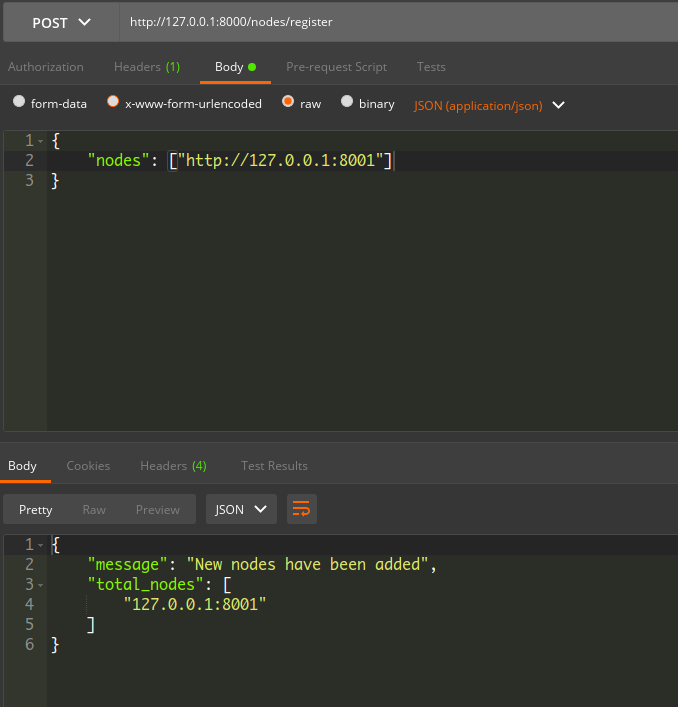 POST http://127.0.0.1:8000/nodes/register
Authorization Headers (1) Body Pre-request Script Tests
form-data x-www-form-urlencoded raw binary JSON (application/json)
1 {
2 "nodes": ["http://127.0.0.1:8001"]
3 }
Body Cookies Headers (4) Test Results
Pretty Raw Preview JSON
1 {
2 "message": "New nodes have been added",
3 "total_nodes": [
4 "127.0.0.1:8001"
5 ]
6 }